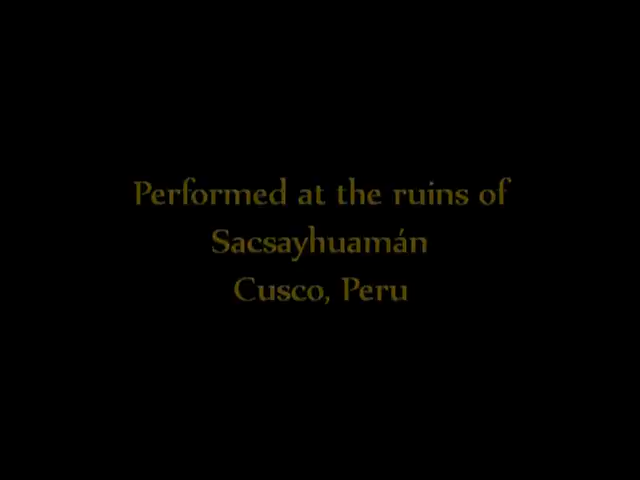 Performed at the ruins of
Sacsayhuamán
Cusco, Peru